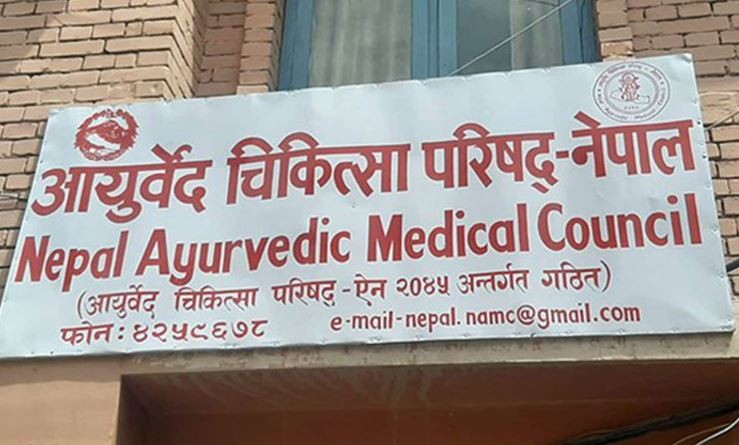 आयुर्वेद चिकित्सा परिषद्-नेपाल
Nepal Ayurvedic Medical Council
(आयुर्वेद चिकित्सा परिषद् - ऐन २०४५ अन्तर्गत गठित)
फोन : ४२५९६७८ e-mail-nepal.namc@gmail.com